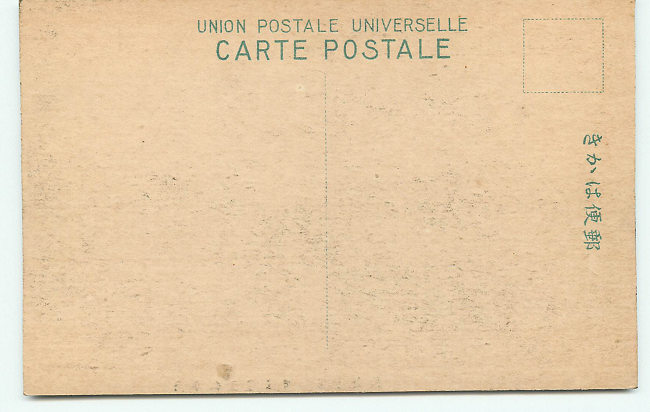 UNION POSTALE UNIVERSELLE
CARTE POSTALE
きかは便郵